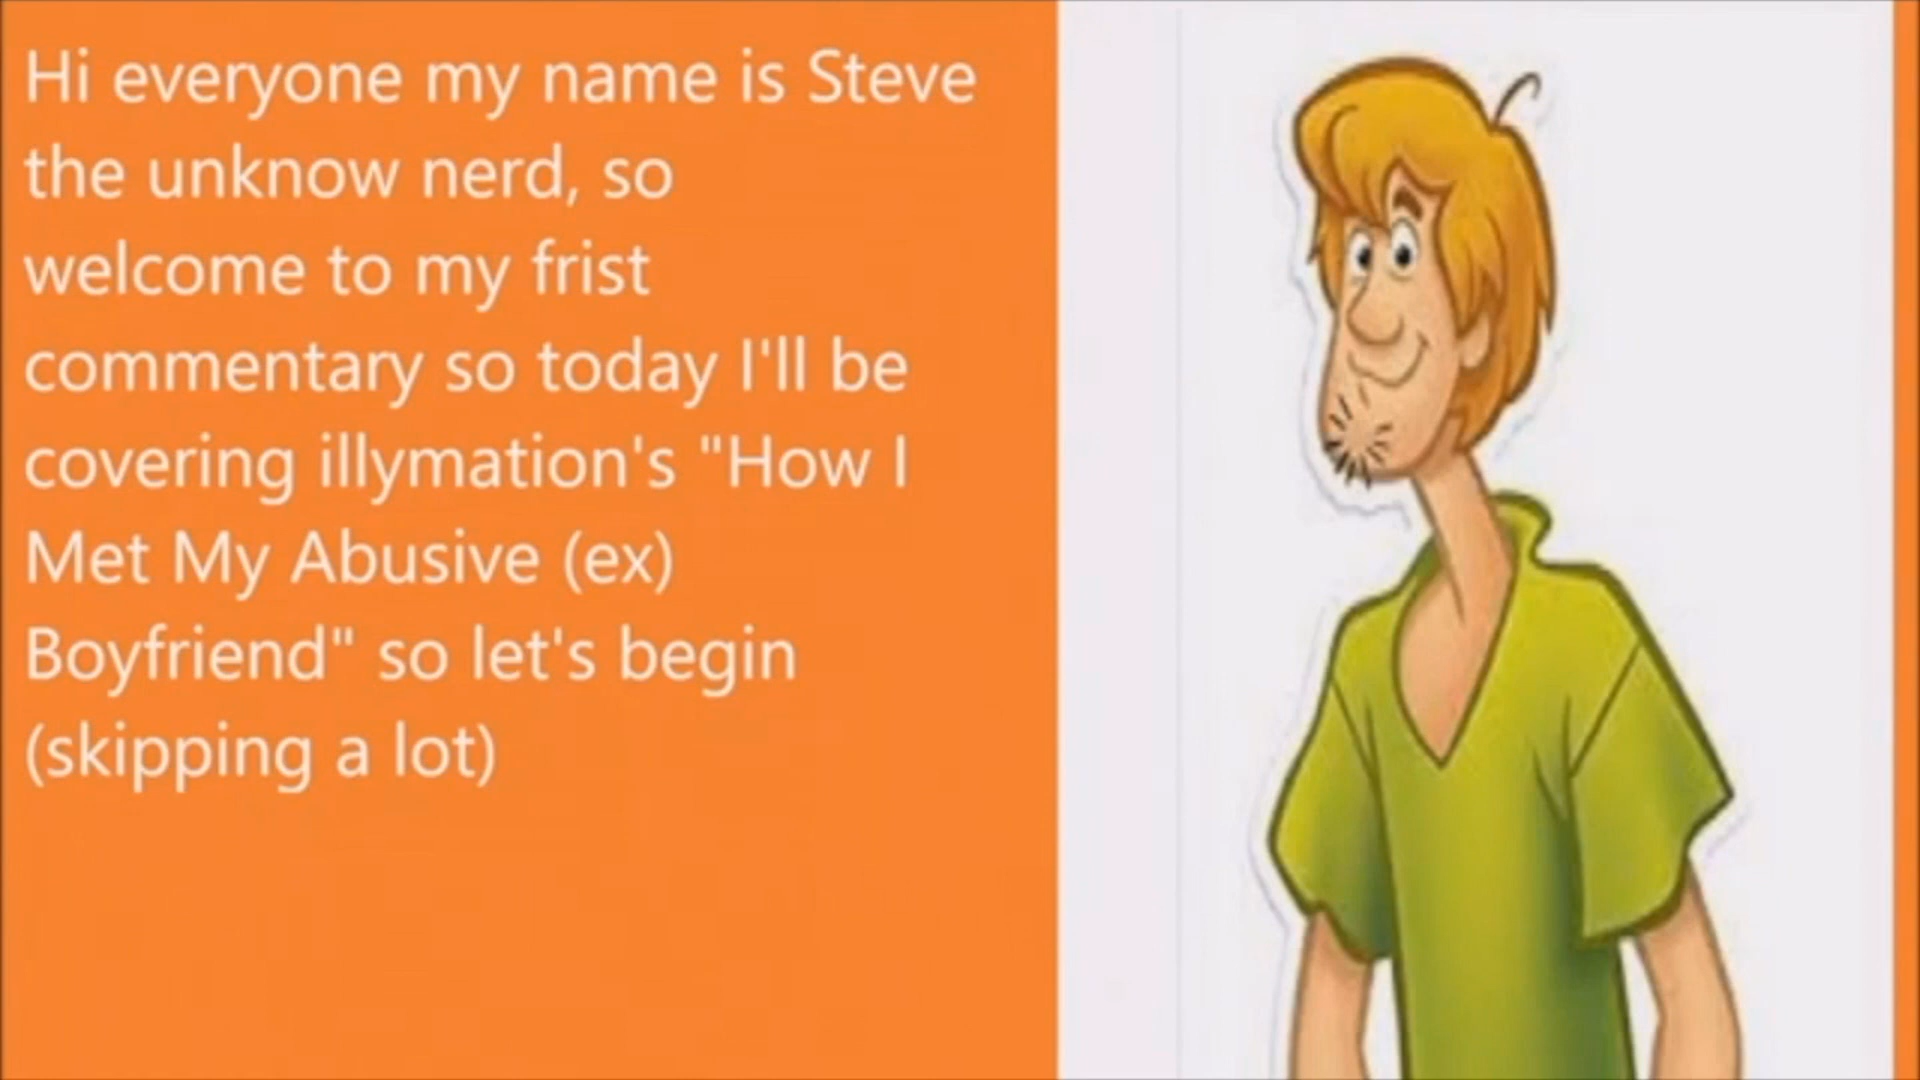 Hi everyone my name is Steve
the unknow nerd, so
welcome to my frist
commentary so today I'll be
covering illymation's "How I
Met My Abusive (ex)
Boyfriend" so let's begin
(skipping a lot)